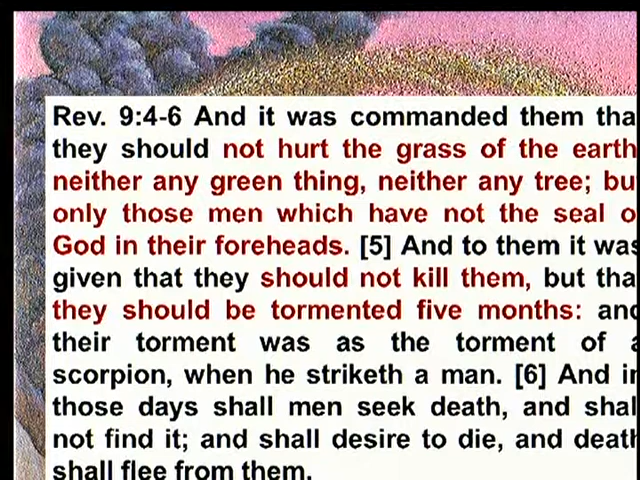 Rev. 9:4-6 And it was commanded them tha
they should not hurt the grass of the earth
neither any green thing, neither any tree; bu
only those men which have not the seal o
God in their foreheads. [5] And to them it was
given that they should not kill them, but tha
they should be tormented five months: and
their torment was as the torment of a
scorpion, when he striketh a man. [6] And in
those days shall men seek death, and shal
not find it; and shall desire to die, and death
shall flee from them.